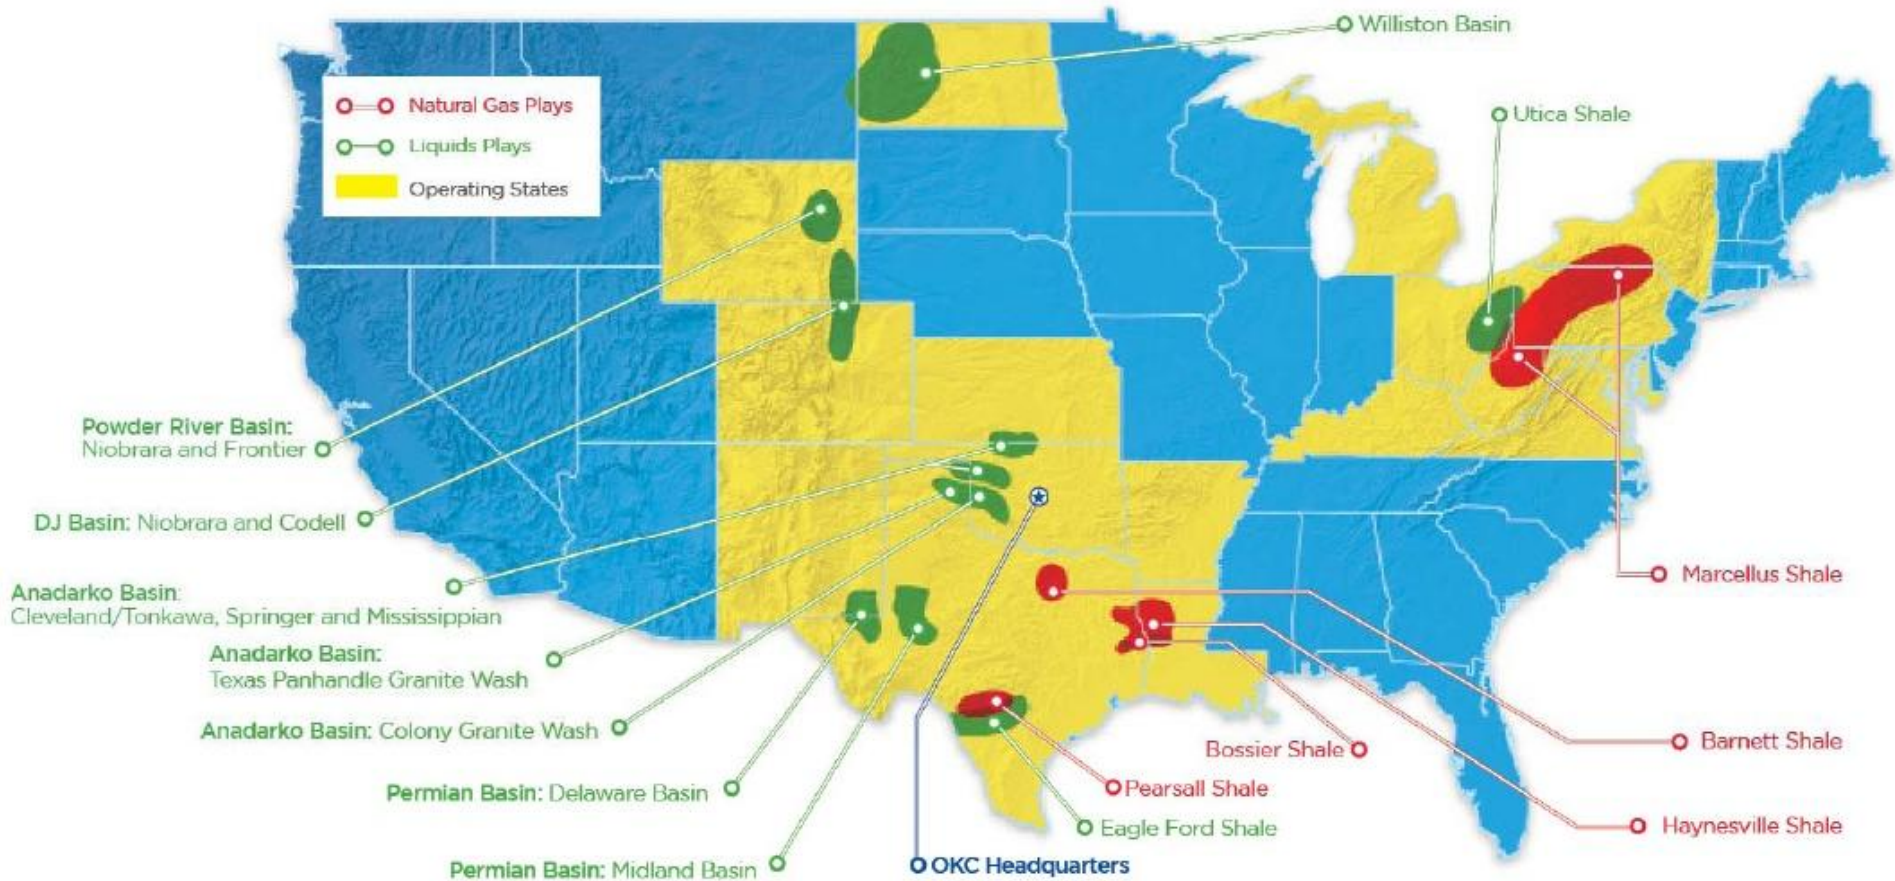 Williston Basin
Natural Gas Plays
Liquids Plays
Operating States
Utica Shale
Powder River Basin:
Niobrara and Frontier
DJ Basin: Niobrara and Codell
Anadarko Basin:
Cleveland/Tonkawa, Springer and Mississippian
Anadarko Basin:
Texas Panhandle Granite Wash
Anadarko Basin: Colony Granite Wash
Permian Basin: Delaware Basin
Permian Basin: Midland Basin
OKC Headquarters
Eagle Ford Shale
Pearsall Shale
Bossier Shale
Marcellus Shale
Barnett Shale
Haynesville Shale